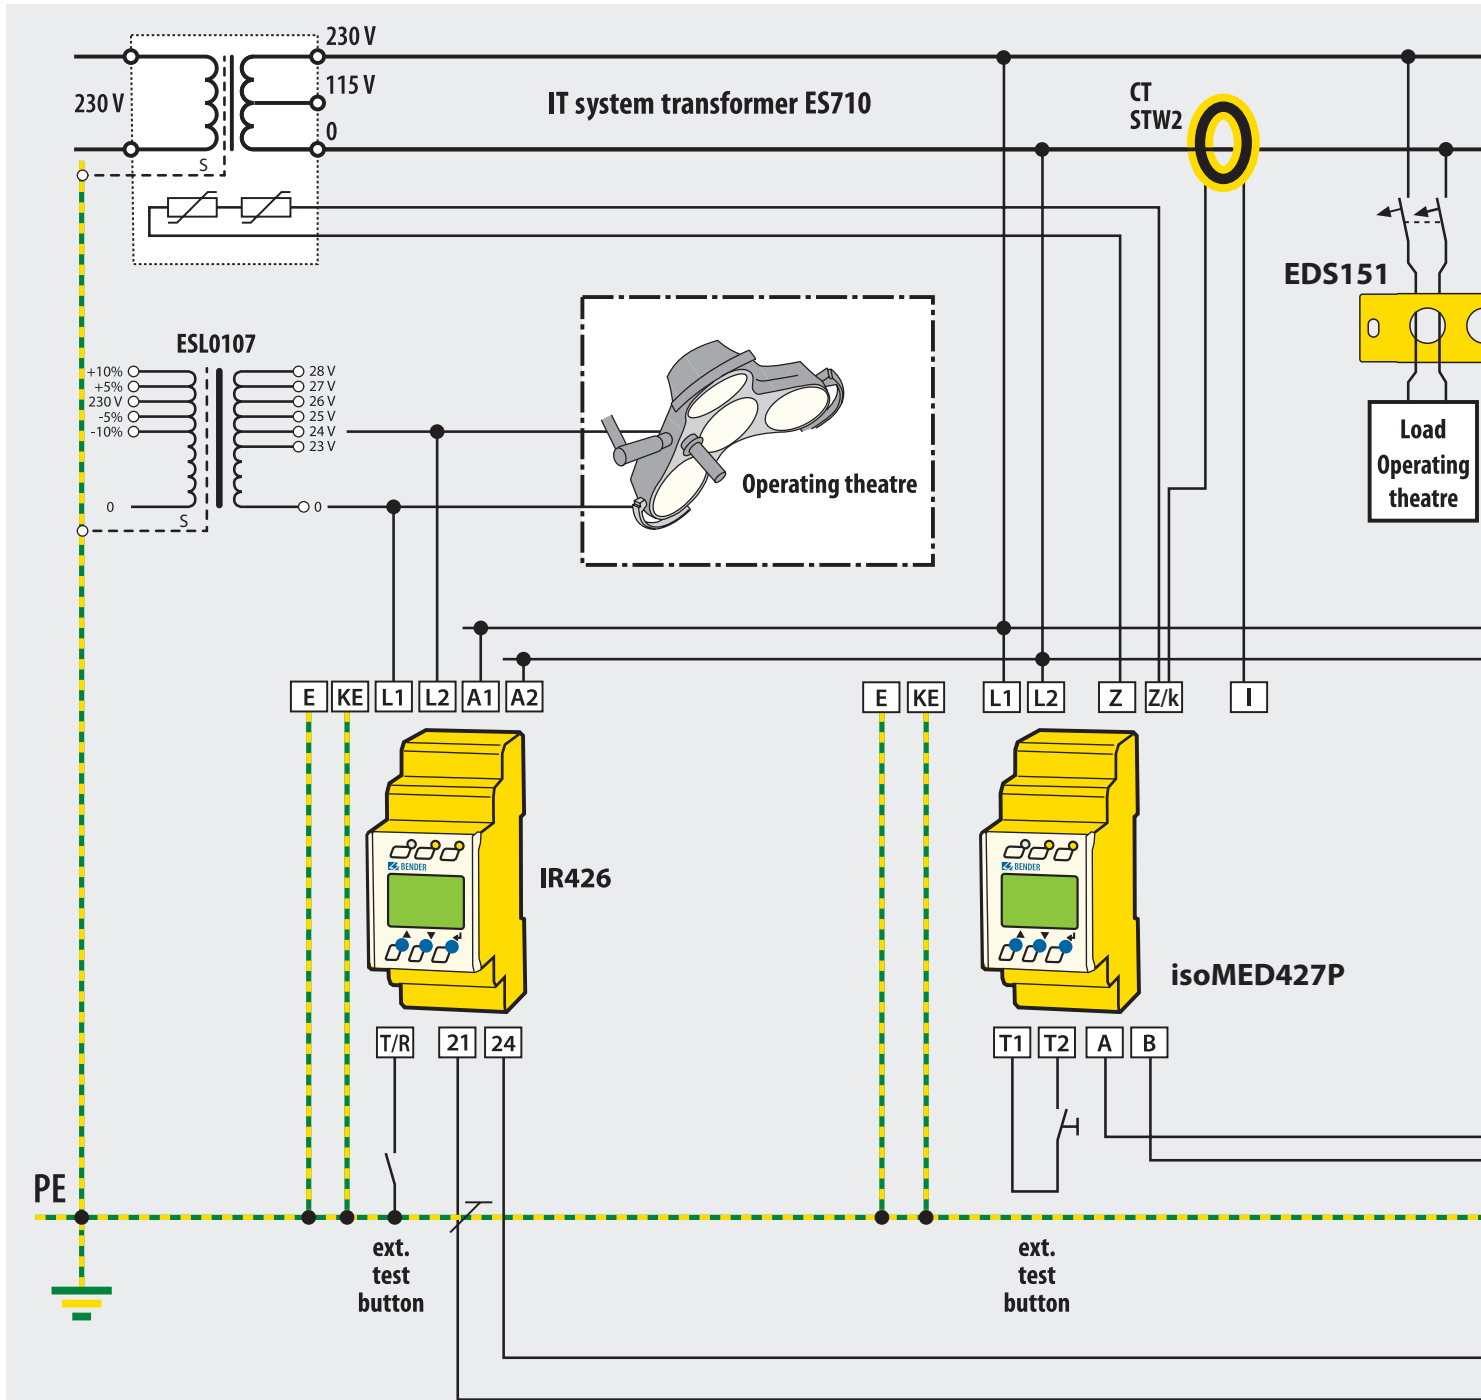 230 V
230 V
115 V
0
S
IT system transformer ES710
CT
STW2
EDS151
Load
Operating
theatre
ESL0107
+10%
+5%
230 V
-5%
-10%
0
S
28 V
27 V
26 V
25 V
24 V
23 V
0
Operating theatre
E KE L1 L2 A1 A2
E KE L1 L2 Z Z/k I
BENDER
IR426
BENDER
isoMED427P
T/R 21 24
T1 T2 A B
PE
ext.
test
button
ext.
test
button